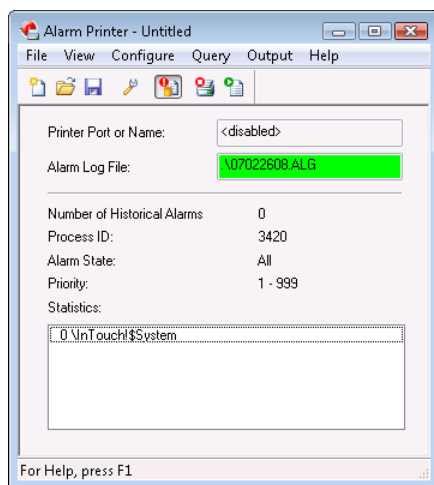 Alarm Printer - Untitled
File View Configure Query Output Help
Printer Port or Name: <disabled>
Alarm Log File: .\07022608.ALG
Number of Historical Alarms 0
Process ID: 3420
Alarm State: All
Priority: 1 - 999
Statistics:
0 \InTouch!$System
For Help, press F1